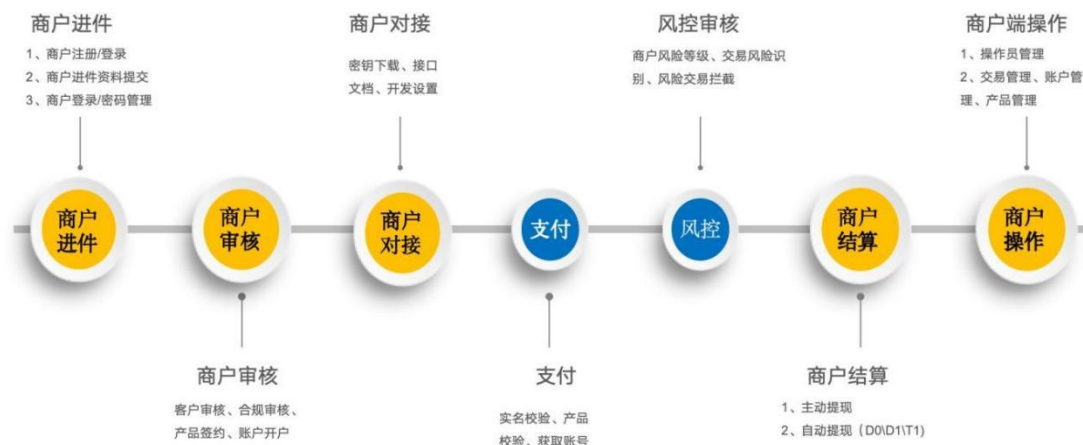 商户进件
1、商户注册/登录
2、商户进件资料提交
3、商户登录/密码管理
商户对接
密钥下载、接口
文档、开发设置
风控审核
商户风险等级、交易风险识
别、风险交易拦截
商户端操作
1、操作员管理
2、交易管理、账户管
理、产品管理
商户
进件
商户
审核
商户
对接
支付
风控
商户
结算
商户
操作
商户审核
客户审核、合规审核、
产品签约、账户开户
支付
实名校验、产品
校验、获取账号
商户结算
1、主动提现
2、自动提现（D0\D1\T1)